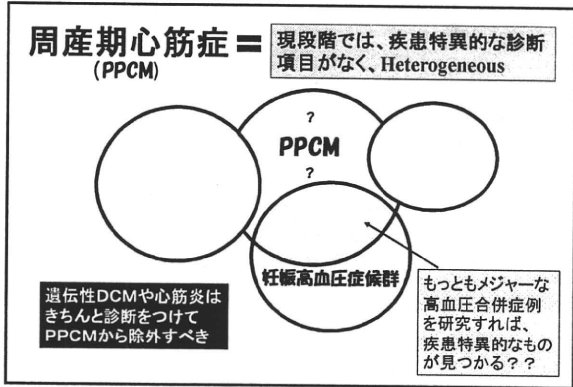 周産期心筋症 =
(PPCM)
現段階では、疾患特異的な診断
項目がなく、Heterogeneous
?
PPCM
?
妊娠高血圧症候群
遺伝性DCMや心筋炎は
きちんと診断をつけて
PPCMから除外すべき
もっともメジャーな
高血圧合併症例
を研究すれば、
疾患特異的なもの
が見つかる??